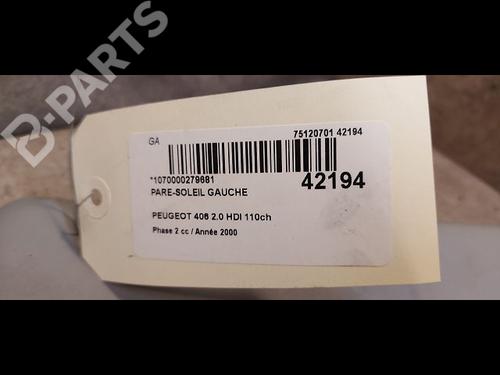 B-PARTS
GA
75120701 42194
*1070000279681
42194
PARE-SOLEIL GAUCHE
PEUGEOT 406 2.0 HDI 110ch
Phase 2 cc / Année 2000